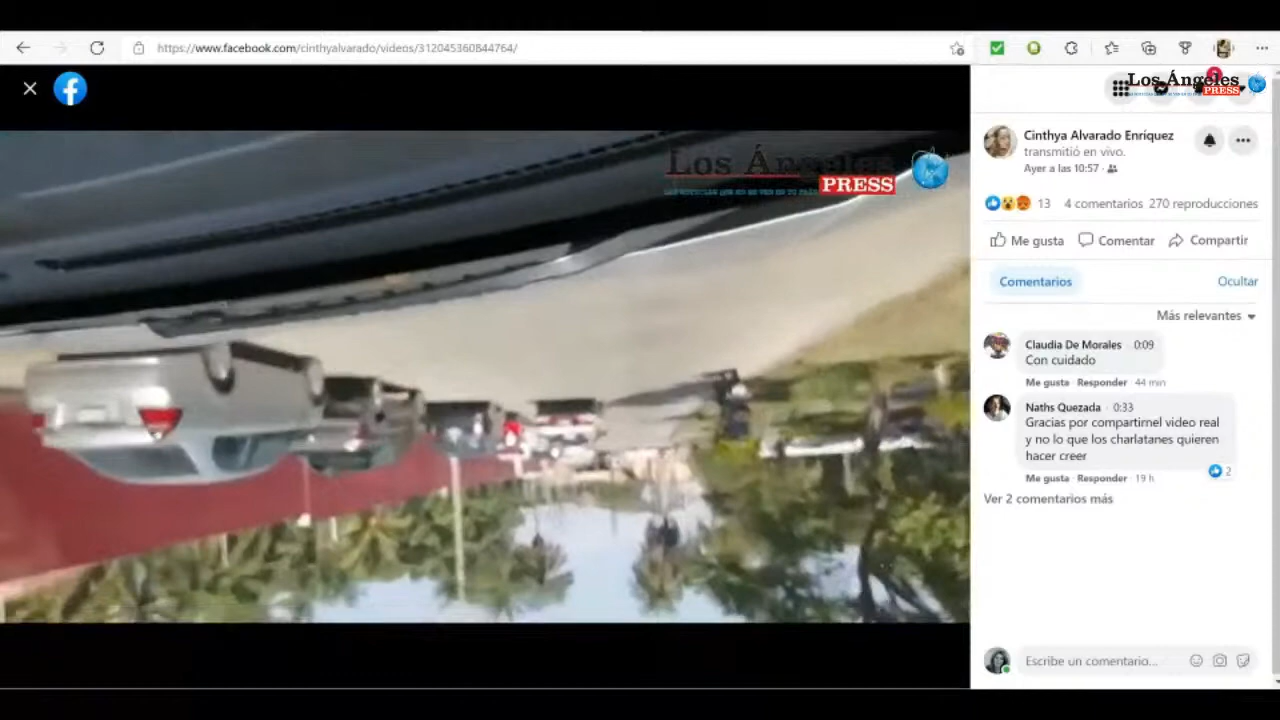 https://www.facebook.com/cinthyalvarado/videos/312045360844764/
Los Ángeles
PRESS
Los Ángeles
PRESS
Cinthya Alvarado Enríquez
transmitió en vivo.
Ayer a las 10:57 ·
13 4 comentarios 270 reproducciones
Me gusta Comentar Compartir
Comentarios Ocultar
Más relevantes
Claudia De Morales · 0:09
Con cuidado
Me gusta · Responder · 44 min
Naths Quezada · 0:33
Gracias por compartirnel video real
y no lo que los charlatanes quieren
hacer creer
2
Me gusta · Responder · 19 h
Ver 2 comentarios más
Escribe un comentario...